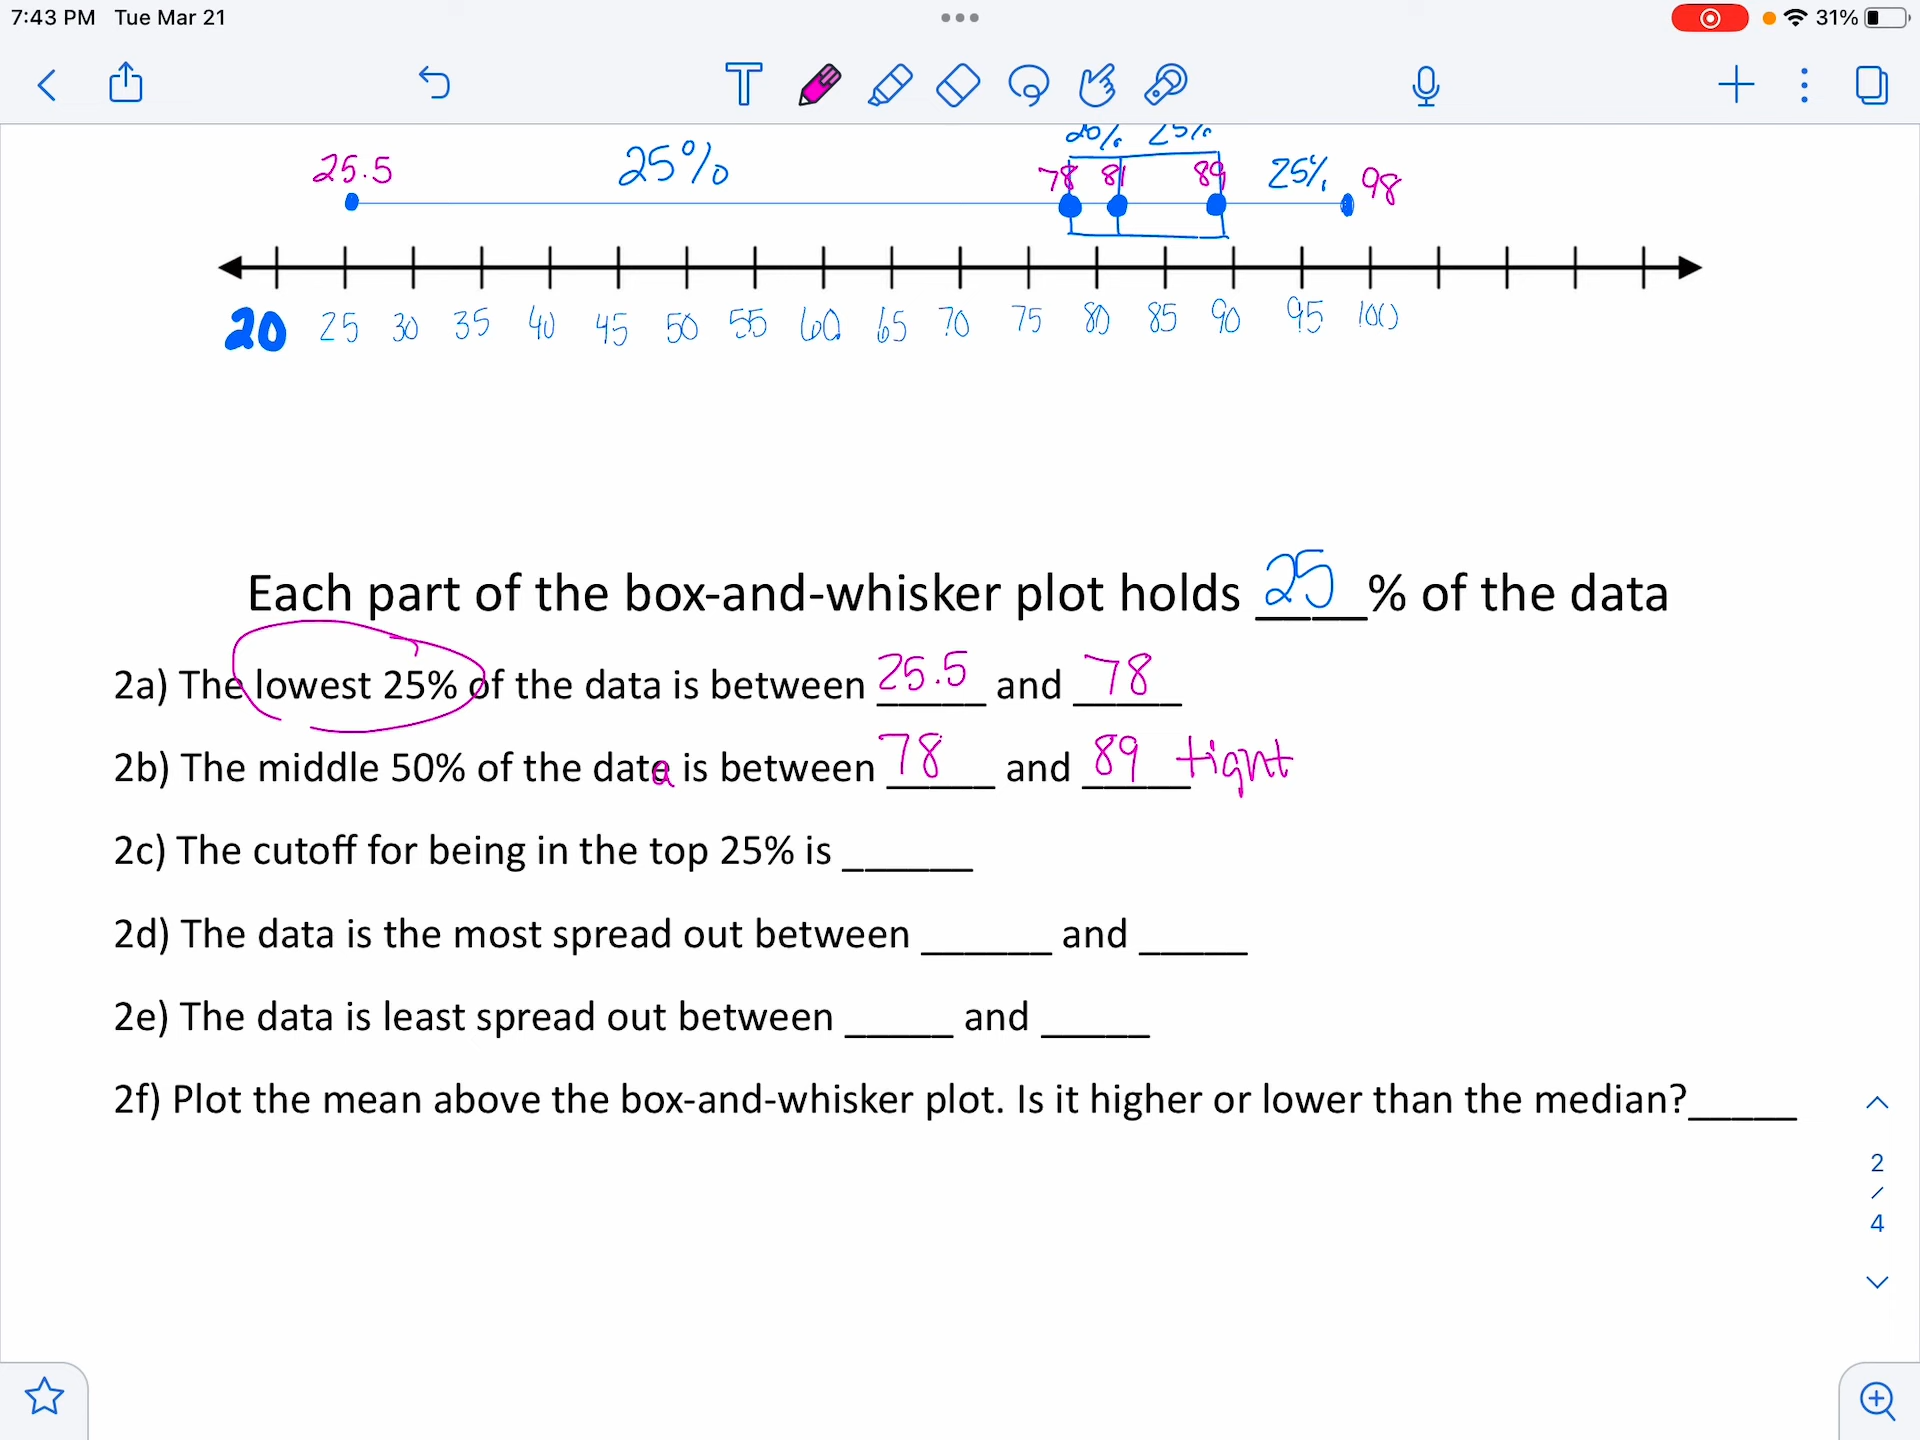 7:43 PM Tue Mar 21
31%
25%
25.5 25% 78 81 89 25% 98
20 25 30 35 40 45 50 55 60 65 70 75 80 85 90 95 100
Each part of the box-and-whisker plot holds 25 % of the data
2a) The lowest 25% of the data is between 25.5 and 78
2b) The middle 50% of the data is between 78 and 89 tight
2c) The cutoff for being in the top 25% is ______
2d) The data is the most spread out between ______ and _____
2e) The data is least spread out between _____ and _____
2f) Plot the mean above the box-and-whisker plot. Is it higher or lower than the median?_____
2
/
4